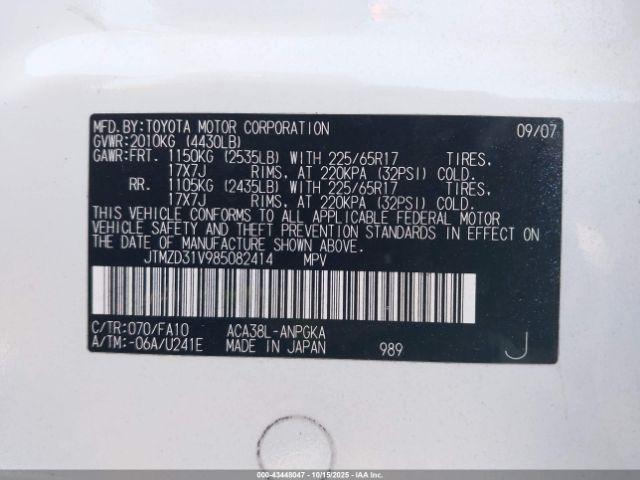 MFD. BY: TOYOTA MOTOR CORPORATION 09/07
GVWR: 2010KG (4430LB)
GAWR: FRT. 1150KG (2535LB) WITH 225/65R17 TIRES.
17X7J RIMS. AT 220KPA (32PSI) COLD.
RR. 1105KG (2435LB) WITH 225/65R17 TIRES.
17X7J RIMS. AT 220KPA (32PSI) COLD.
THIS VEHICLE CONFORMS TO ALL APPLICABLE FEDERAL MOTOR
VEHICLE SAFETY AND THEFT PREVENTION STANDARDS IN EFFECT ON
THE DATE OF MANUFACTURE SHOWN ABOVE.
JTMZD31V985082414 MPV
C/TR: 070/FA10 ACA38L-ANPGKA
A/TM: -06A/U241E MADE IN JAPAN 989 J
000-43448047 - 10/15/2025 - IAAI.COM
IAA Inc.